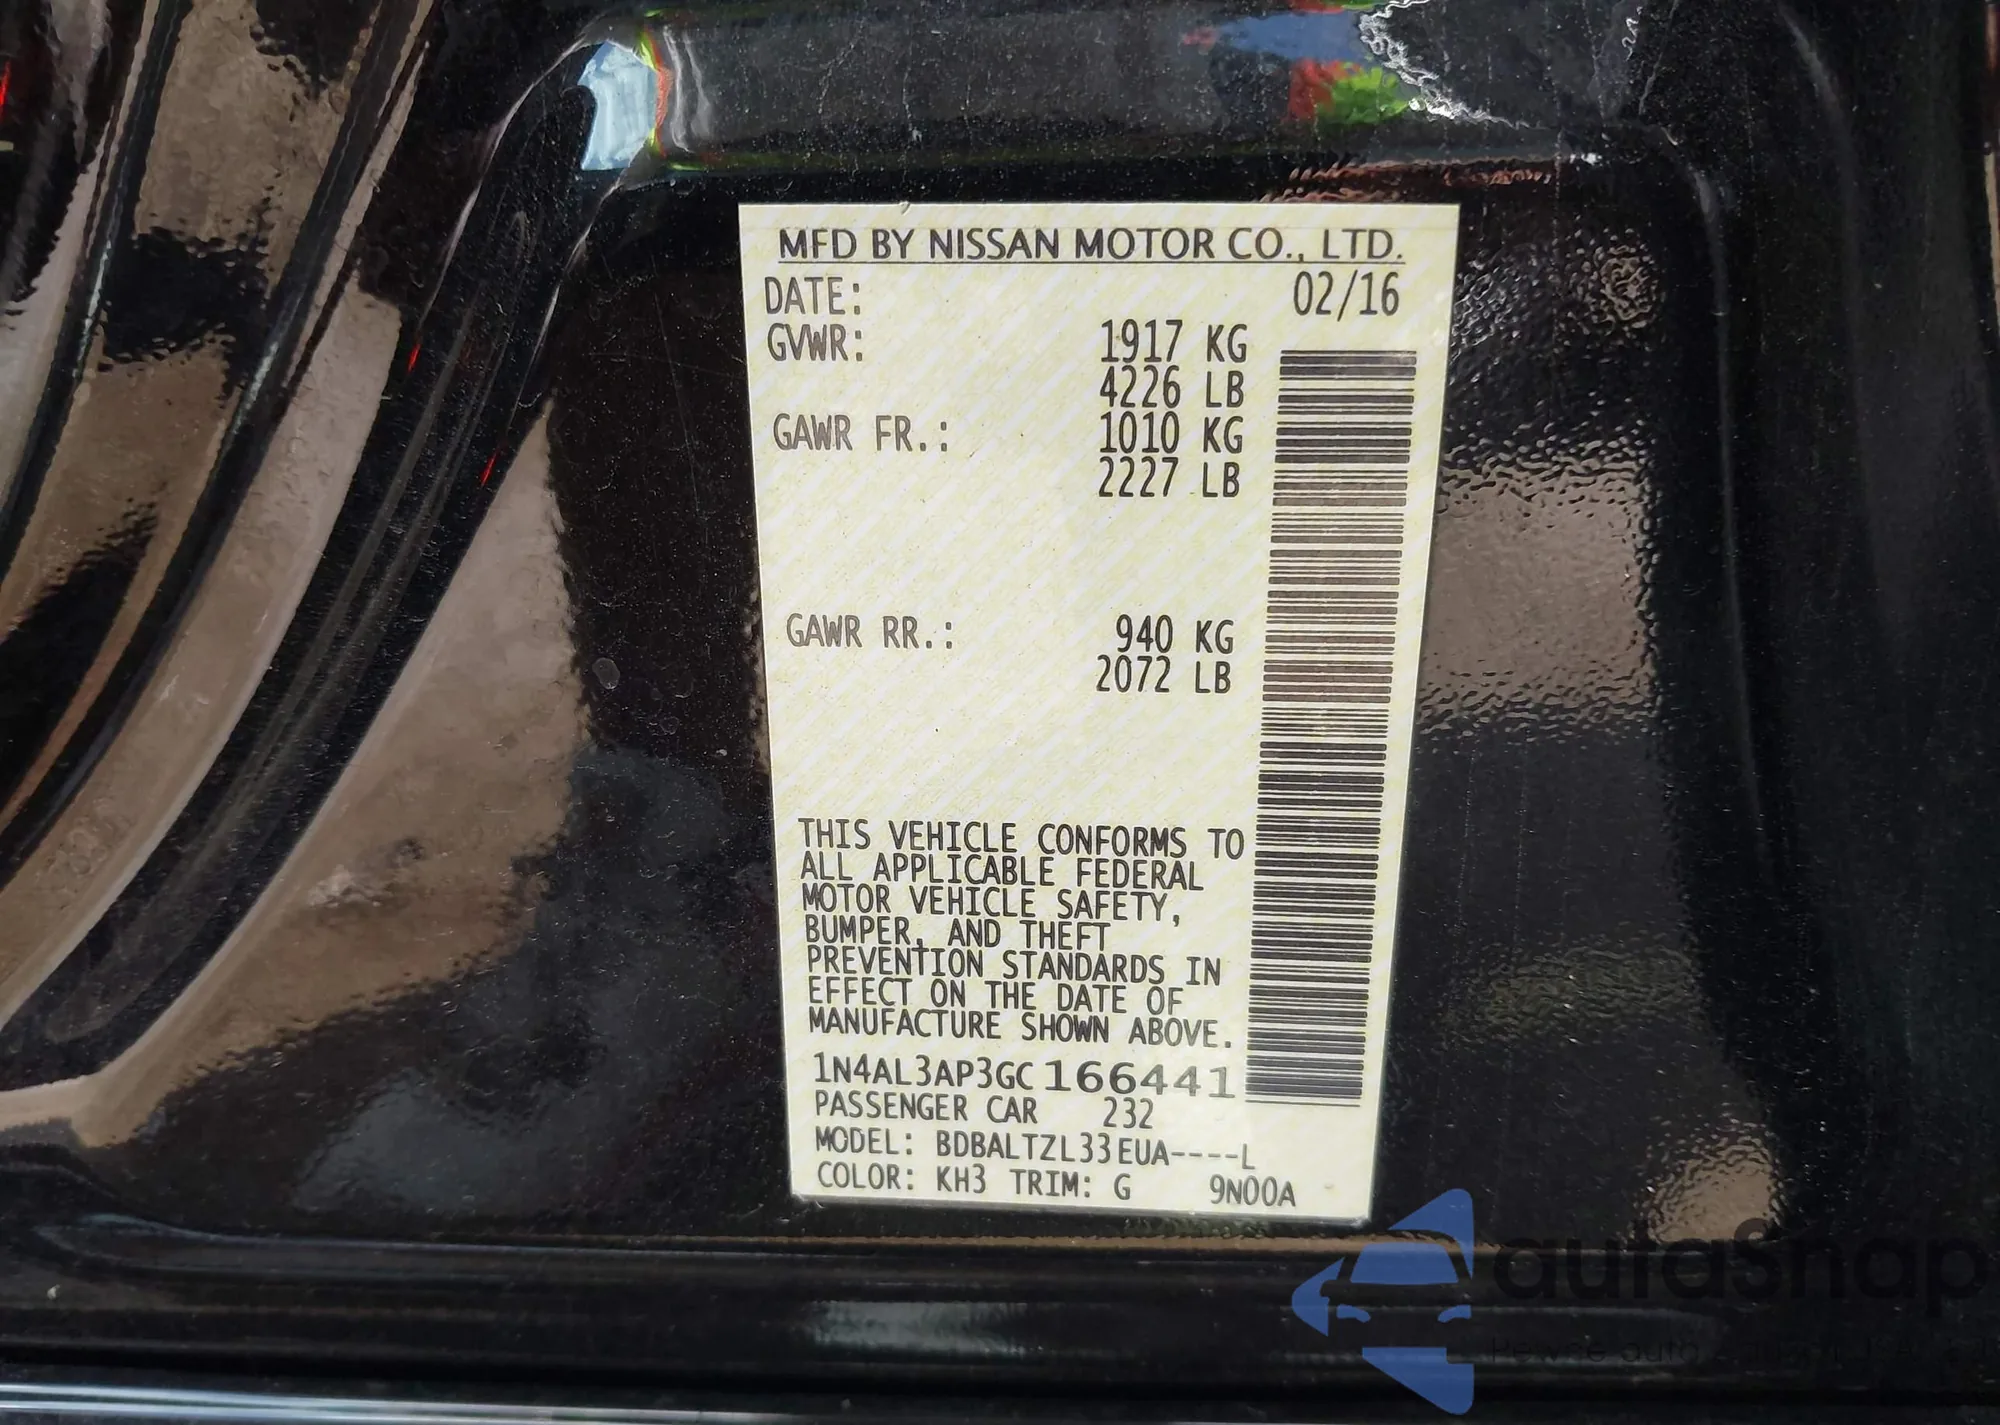 MFD BY NISSAN MOTOR CO., LTD.
DATE: 02/16
GVWR: 1917 KG
4226 LB
GAWR FR.: 1010 KG
2227 LB
GAWR RR.: 940 KG
2072 LB
THIS VEHICLE CONFORMS TO
ALL APPLICABLE FEDERAL
MOTOR VEHICLE SAFETY,
BUMPER, AND THEFT
PREVENTION STANDARDS IN
EFFECT ON THE DATE OF
MANUFACTURE SHOWN ABOVE.
1N4AL3AP3GC166441
PASSENGER CAR 232
MODEL: BDBALTZL33EUA----L
COLOR: KH3 TRIM: G 9N00A